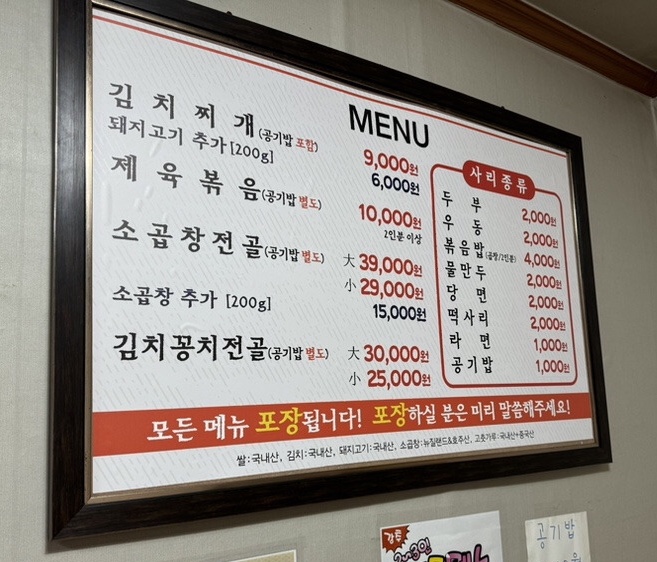 MENU
김치찌개(공기밥 포함) 9,000원
돼지고기 추가 [200g] 6,000원
제육볶음(공기밥 별도) 10,000원
2인분 이상
소곱창전골(공기밥 별도) 大 39,000원
小 29,000원
소곱창 추가 [200g] 15,000원
김치꽁치전골(공기밥 별도) 大 30,000원
小 25,000원
사리종류
두부 2,000원
우동 2,000원
볶음밥(곱창/2인분) 4,000원
물만두 2,000원
당면 2,000원
떡사리 2,000원
라면 1,000원
공기밥 1,000원
모든 메뉴 포장됩니다! 포장하실 분은 미리 말씀해주세요!
쌀:국내산, 김치:국내산, 돼지고기:국내산, 소곱창:뉴질랜드&호주산, 고춧가루:국내산+중국산
강투
공기밥